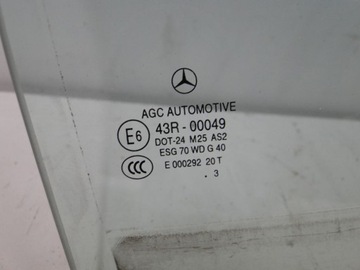 AGC AUTOMOTIVE
E6 43R - 00049
DOT-24 M25 AS2
ESG 70 WD G 40
CCC E 000292 20 T
. 3